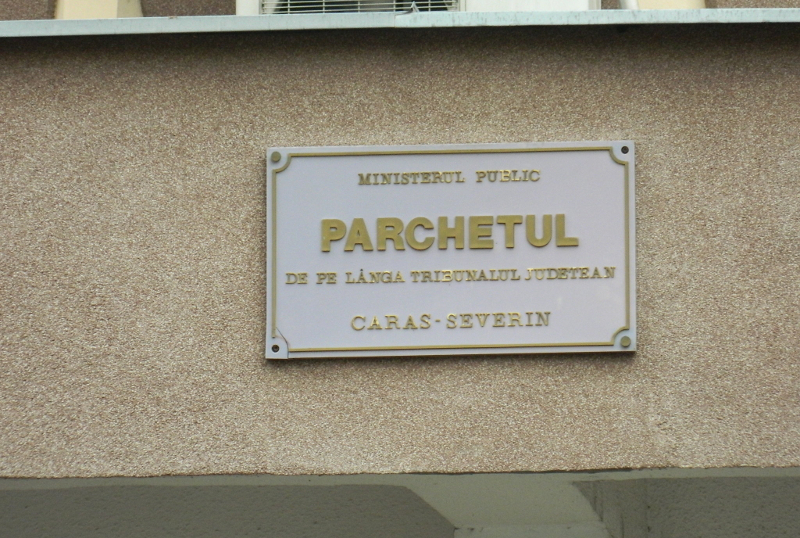 MINISTERUL PUBLIC
PARCHETUL
DE PE LÂNGA TRIBUNALUL JUDETEAN
CARAS-SEVERIN